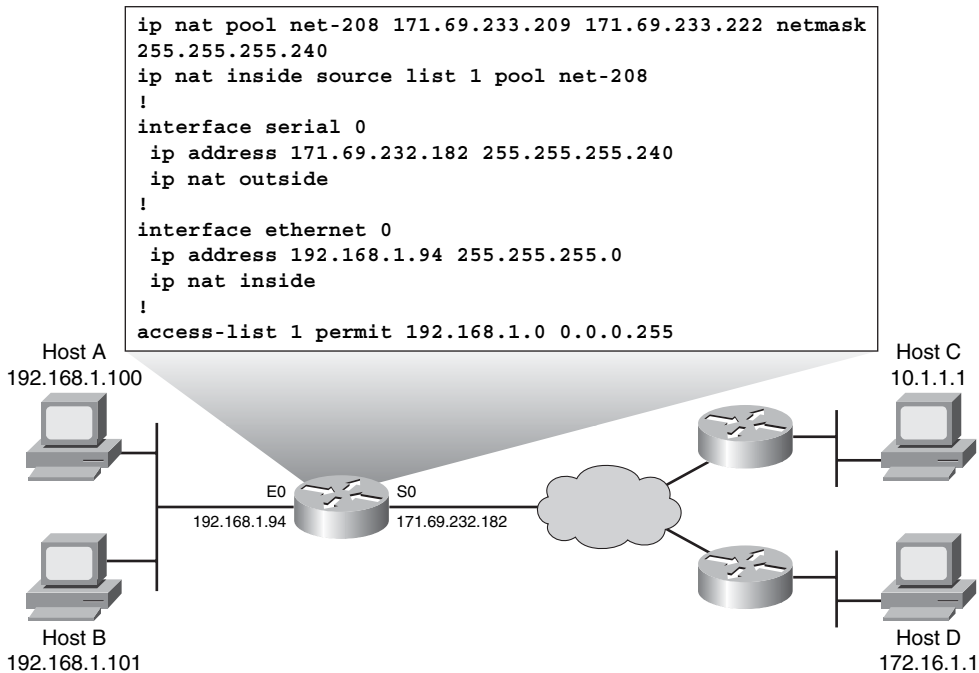 ip nat pool net-208 171.69.233.209 171.69.233.222 netmask
255.255.255.240
ip nat inside source list 1 pool net-208
!
interface serial 0
 ip address 171.69.232.182 255.255.255.240
 ip nat outside
!
interface ethernet 0
 ip address 192.168.1.94 255.255.255.0
 ip nat inside
!
access-list 1 permit 192.168.1.0 0.0.0.255
Host A
192.168.1.100
Host C
10.1.1.1
E0
S0
192.168.1.94
171.69.232.182
Host B
192.168.1.101
Host D
172.16.1.1